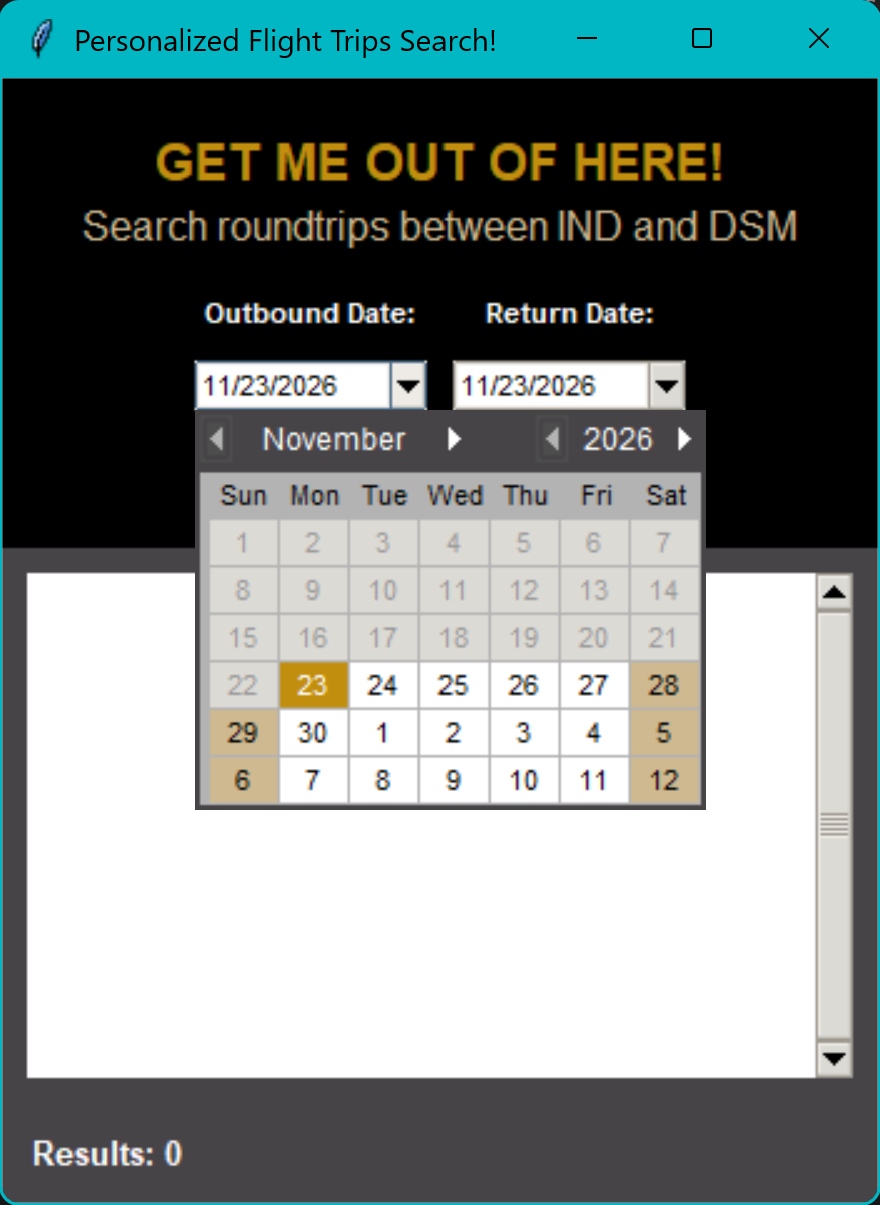 Personalized Flight Trips Search!
GET ME OUT OF HERE!
Search roundtrips between IND and DSM
Outbound Date: Return Date:
11/23/2026 11/23/2026
November 2026
Sun Mon Tue Wed Thu Fri Sat
1 2 3 4 5 6 7
8 9 10 11 12 13 14
15 16 17 18 19 20 21
22 23 24 25 26 27 28
29 30 1 2 3 4 5
6 7 8 9 10 11 12
Results: 0